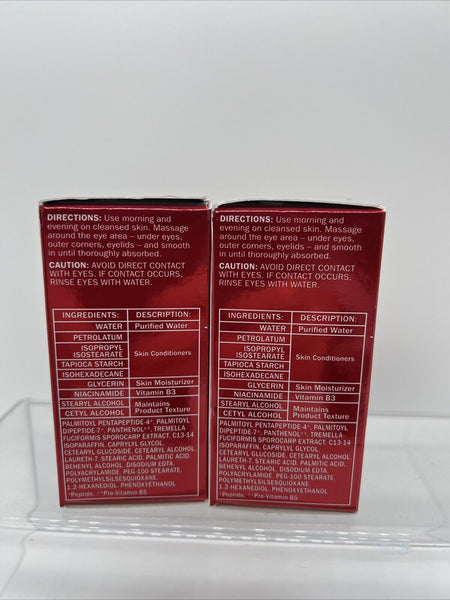 DIRECTIONS: Use morning and
evening on cleansed skin. Massage
around the eye area – under eyes,
outer corners, eyelids – and smooth
in until thoroughly absorbed.
CAUTION: AVOID DIRECT CONTACT
WITH EYES. IF CONTACT OCCURS,
RINSE EYES WITH WATER.
INGREDIENTS: DESCRIPTION:
WATER Purified Water
PETROLATUM
ISOPROPYL
ISOSTEARATE
Skin Conditioners
TAPIOCA STARCH
ISOHEXADECANE
GLYCERIN Skin Moisturizer
NIACINAMIDE Vitamin B3
STEARYL ALCOHOL Maintains
CETYL ALCOHOL Product Texture
PALMITOYL PENTAPEPTIDE-4*, PALMITOYL
DIPEPTIDE-7*, PANTHENOL**, TREMELLA
FUCIFORMIS SPOROCARP EXTRACT, C13-14
ISOPARAFFIN, CAPRYLYL GLYCOL,
CETEARYL GLUCOSIDE, CETEARYL ALCOHOL
LAURETH-7, STEARIC ACID, PALMITIC ACID,
BEHENYL ALCOHOL, DISODIUM EDTA,
POLYACRYLAMIDE, PEG-100 STEARATE,
POLYMETHYLSILSESQUIOXANE,
1,2-HEXANEDIOL, PHENOXYETHANOL
*Peptide, **Pro-Vitamin B5
DIRECTIONS: Use morning and
evening on cleansed skin. Massage
around the eye area – under eyes,
outer corners, eyelids – and smooth
in until thoroughly absorbed.
CAUTION: AVOID DIRECT CONTACT
WITH EYES. IF CONTACT OCCURS,
RINSE EYES WITH WATER.
INGREDIENTS: DESCRIPTION:
WATER Purified Water
PETROLATUM
ISOPROPYL
ISOSTEARATE
Skin Conditioners
TAPIOCA STARCH
ISOHEXADECANE
GLYCERIN Skin Moisturizer
NIACINAMIDE Vitamin B3
STEARYL ALCOHOL Maintains
CETYL ALCOHOL Product Texture
PALMITOYL PENTAPEPTIDE-4*, PALMITOYL
DIPEPTIDE-7*, PANTHENOL**, TREMELLA
FUCIFORMIS SPOROCARP EXTRACT, C13-14
ISOPARAFFIN, CAPRYLYL GLYCOL,
CETEARYL GLUCOSIDE, CETEARYL ALCOHOL
LAURETH-7, STEARIC ACID, PALMITIC ACID,
BEHENYL ALCOHOL, DISODIUM EDTA,
POLYACRYLAMIDE, PEG-100 STEARATE,
POLYMETHYLSILSESQUIOXANE,
1,2-HEXANEDIOL, PHENOXYETHANOL
*Peptide, **Pro-Vitamin B5